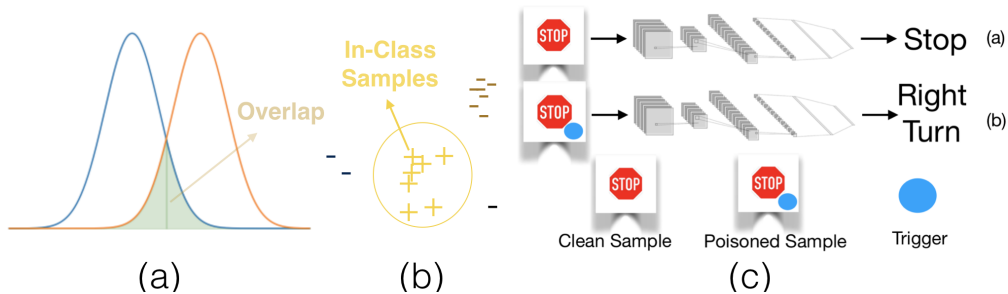 Overlap
(a)
In-Class
Samples
(b)
STOP
Stop (a)
STOP
Right
Turn (b)
STOP
STOP
Clean Sample
Poisoned Sample
Trigger
(c)